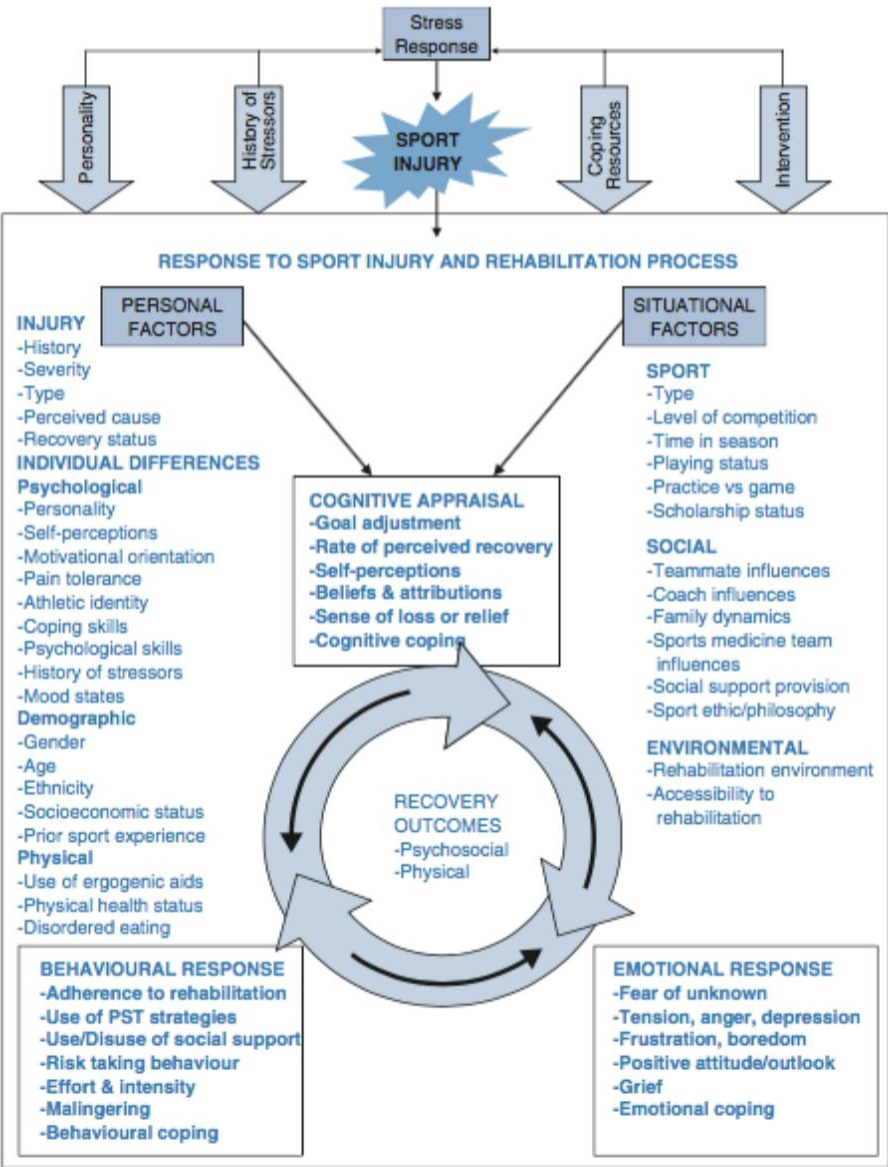 Stress
Response
Personality
History of
Stressors
SPORT
INJURY
Coping
Resources
Intervention
RESPONSE TO SPORT INJURY AND REHABILITATION PROCESS
PERSONAL
FACTORS
SITUATIONAL
FACTORS
INJURY
-History
-Severity
-Type
-Perceived cause
-Recovery status
INDIVIDUAL DIFFERENCES
Psychological
-Personality
-Self-perceptions
-Motivational orientation
-Pain tolerance
-Athletic identity
-Coping skills
-Psychological skills
-History of stressors
-Mood states
Demographic
-Gender
-Age
-Ethnicity
-Socioeconomic status
-Prior sport experience
Physical
-Use of ergogenic aids
-Physical health status
-Disordered eating
COGNITIVE APPRAISAL
-Goal adjustment
-Rate of perceived recovery
-Self-perceptions
-Beliefs & attributions
-Sense of loss or relief
-Cognitive coping
SPORT
-Type
-Level of competition
-Time in season
-Playing status
-Practice vs game
-Scholarship status
SOCIAL
-Teammate influences
-Coach influences
-Family dynamics
-Sports medicine team
influences
-Social support provision
-Sport ethic/philosophy
ENVIRONMENTAL
-Rehabilitation environment
-Accessibility to
rehabilitation
RECOVERY
OUTCOMES
-Psychosocial
-Physical
BEHAVIOURAL RESPONSE
-Adherence to rehabilitation
-Use of PST strategies
-Use/Disuse of social support
-Risk taking behaviour
-Effort & intensity
-Malingering
-Behavioural coping
EMOTIONAL RESPONSE
-Fear of unknown
-Tension, anger, depression
-Frustration, boredom
-Positive attitude/outlook
-Grief
-Emotional coping